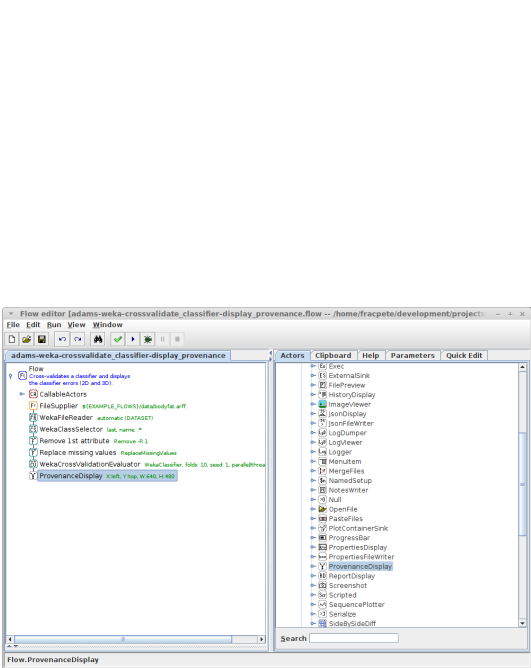 Flow editor [adams-weka-crossvalidate_classifier-display_provenance.flow -- /home/fracpete/development/projects
File Edit Run View Window
adams-weka-crossvalidate_classifier-display_provenance
Flow
Cross-validates a classifier and displays
the classifier errors (2D and 3D).
CallableActors
FileSupplier ${EXAMPLE_FLOWS}/data/bodyfat.arff
WekaFileReader automatic (DATASET)
WekaClassSelector last, name: *
Remove 1st attribute Remove -R 1
Replace missing values ReplaceMissingValues
WekaCrossValidationEvaluator WekaClassifier, folds: 10, seed: 1, parallel/threa
ProvenanceDisplay X:left, Y:top, W:640, H:480
Actors Clipboard Help Parameters Quick Edit
Exec
ExternalSink
FilePreview
HistoryDisplay
ImageViewer
JsonDisplay
JsonFileWriter
LogDumper
LogViewer
Logger
MenuItem
MergeFiles
NamedSetup
NotesWriter
Null
OpenFile
PasteFiles
PlotContainerSink
ProgressBar
PropertiesDisplay
PropertiesFileWriter
ProvenanceDisplay
ReportDisplay
Screenshot
Scripted
SequencePlotter
Serialize
SideBySideDiff
Search
Flow.ProvenanceDisplay